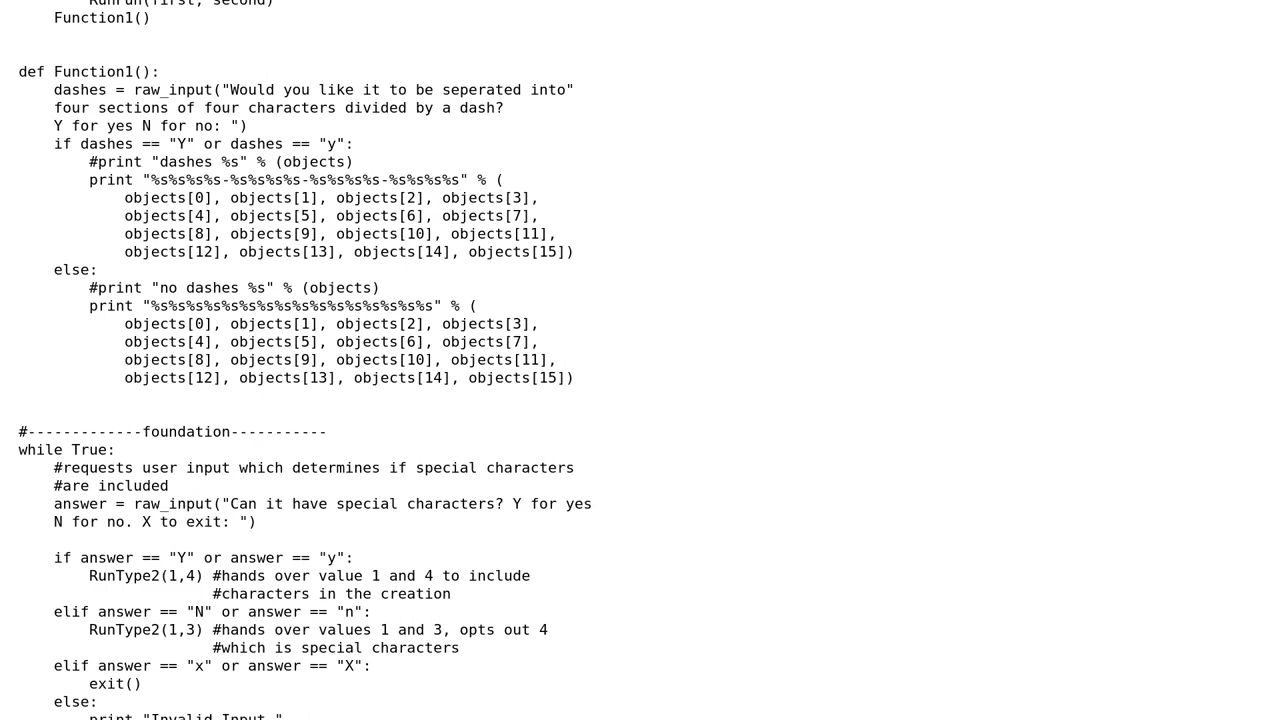 RunFun(first, second)
    Function1()


def Function1():
    dashes = raw_input("Would you like it to be seperated into"
    four sections of four characters divided by a dash?
    Y for yes N for no: ")
    if dashes == "Y" or dashes == "y":
        #print "dashes %s" % (objects)
        print "%s%s%s%s-%s%s%s%s-%s%s%s%s-%s%s%s%s" % (
            objects[0], objects[1], objects[2], objects[3],
            objects[4], objects[5], objects[6], objects[7],
            objects[8], objects[9], objects[10], objects[11],
            objects[12], objects[13], objects[14], objects[15])
    else:
        #print "no dashes %s" % (objects)
        print "%s%s%s%s%s%s%s%s%s%s%s%s%s%s%s%s" % (
            objects[0], objects[1], objects[2], objects[3],
            objects[4], objects[5], objects[6], objects[7],
            objects[8], objects[9], objects[10], objects[11],
            objects[12], objects[13], objects[14], objects[15])


#-------------foundation-----------
while True:
    #requests user input which determines if special characters
    #are included
    answer = raw_input("Can it have special characters? Y for yes
    N for no. X to exit: ")

    if answer == "Y" or answer == "y":
        RunType2(1,4) #hands over value 1 and 4 to include
                      #characters in the creation
    elif answer == "N" or answer == "n":
        RunType2(1,3) #hands over values 1 and 3, opts out 4
                      #which is special characters
    elif answer == "x" or answer == "X":
        exit()
    else:
        print "Invalid Input."